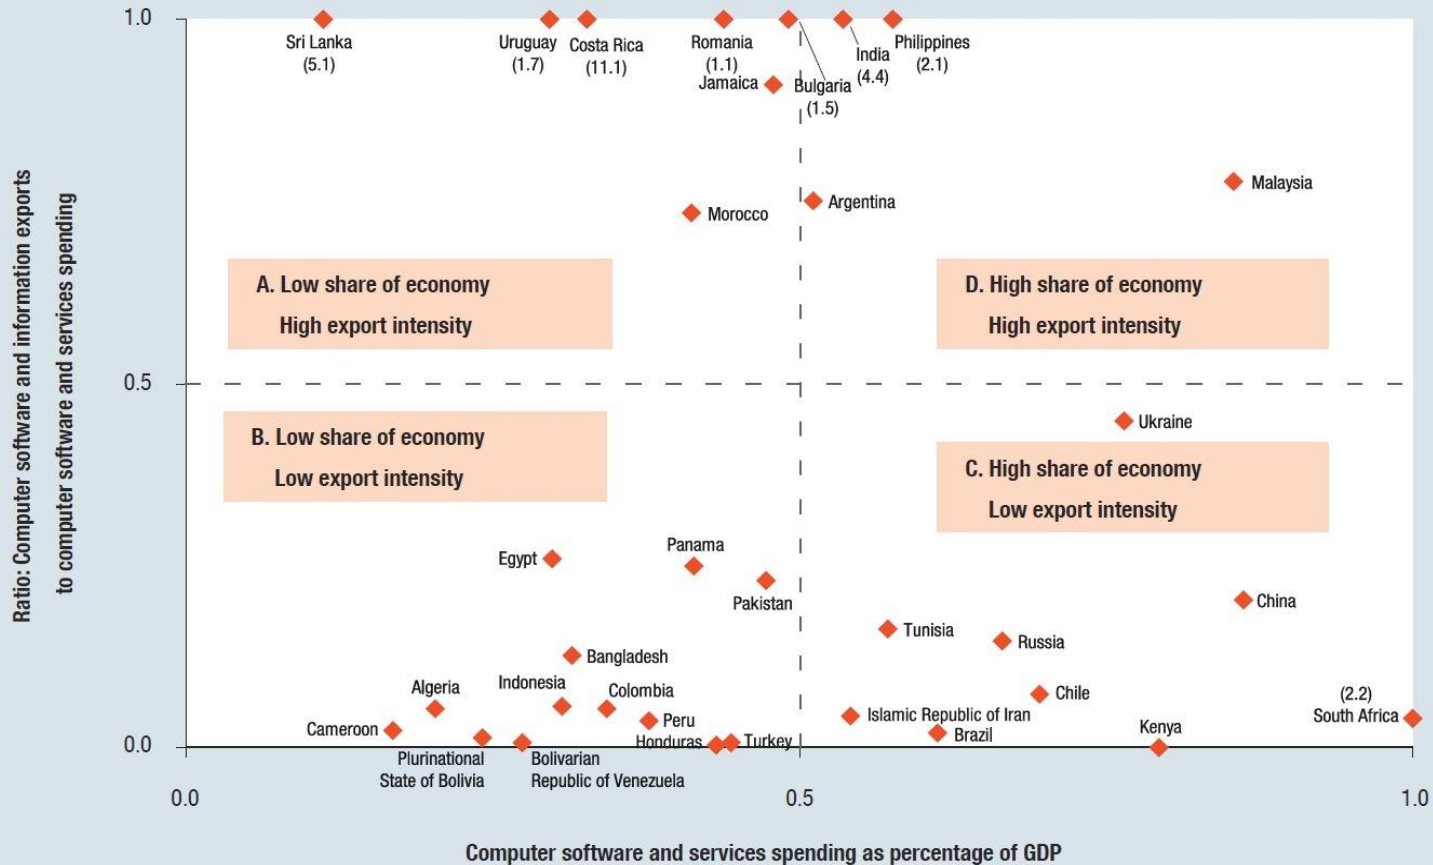 Ratio: Computer software and information exports
to computer software and services spending
1.0
Sri Lanka
(5.1)
Uruguay
(1.7)
Costa Rica
(11.1)
Romania
(1.1)
Jamaica
Bulgaria
(1.5)
India
(4.4)
Philippines
(2.1)
Malaysia
Argentina
Morocco
A. Low share of economy
High export intensity
D. High share of economy
High export intensity
0.5
B. Low share of economy
Low export intensity
Ukraine
C. High share of economy
Low export intensity
Egypt
Panama
Pakistan
China
Tunisia
Russia
Bangladesh
Algeria
Indonesia
Colombia
Chile
(2.2)
South Africa
Cameroon
Peru
Islamic Republic of Iran
Honduras
Turkey
Brazil
Kenya
0.0
Plurinational
State of Bolivia
Bolivarian
Republic of Venezuela
0.0
0.5
1.0
Computer software and services spending as percentage of GDP